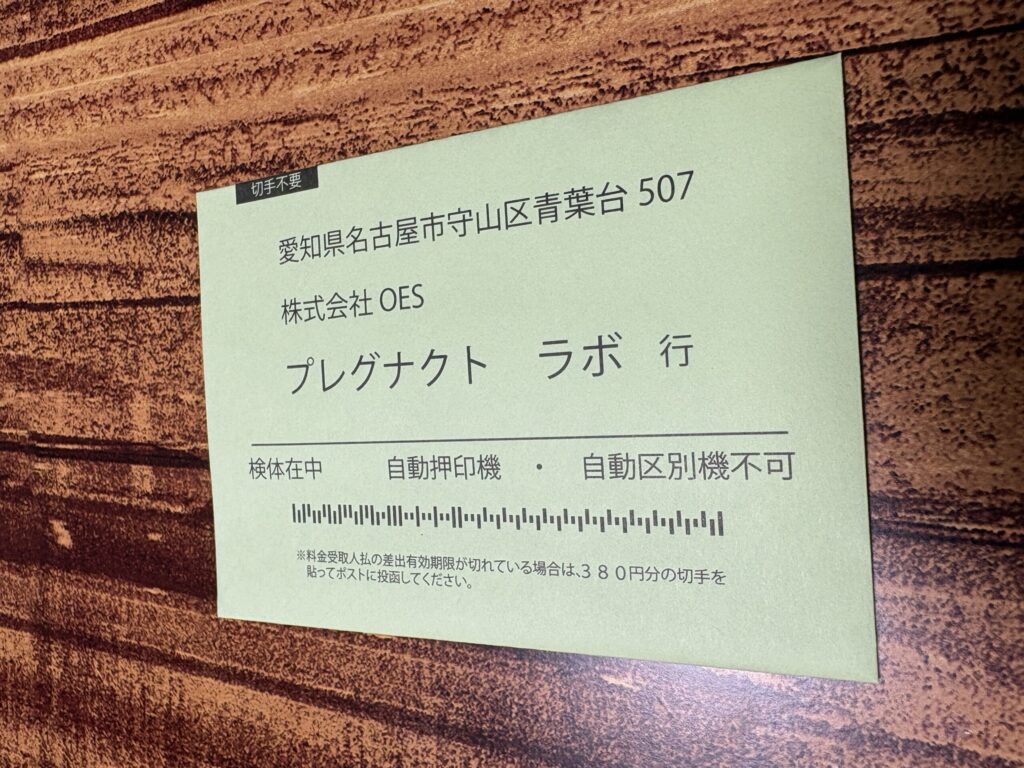 切手不要
愛知県名古屋市守山区青葉台 507
株式会社 OES
プレグナクト　ラボ　行
検体在中　自動押印機　・　自動区別機不可
※料金受取人払の差出有効期限が切れている場合は、３８０円分の切手を
貼ってポストに投函してください。